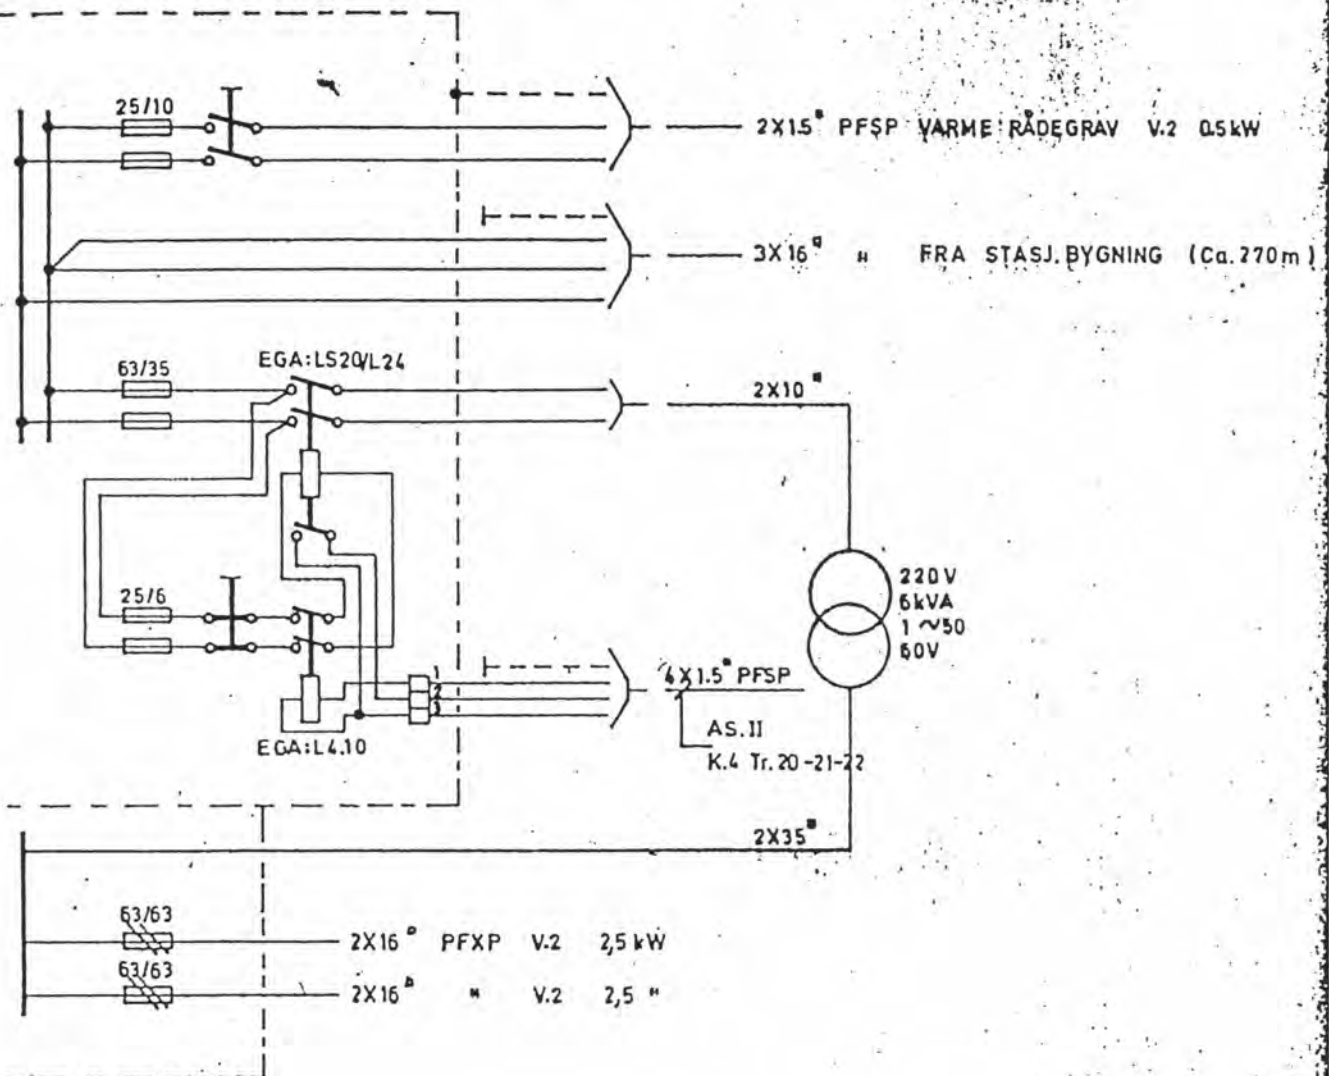 25/10
2X1.5□ PFSP VARME RÅDEGRAV V.2 0.5kW
3X16□ " FRA STASJ. BYGNING (Ca. 270m)
63/35
EGA:LS20/L24
2X10□
220V
6kVA
1 ~50
60V
25/6
4X1.5□ PFSP
1
2
3
AS.II
EGA:L4.10
K.4 Tr. 20-21-22
2X35□
63/63
2X16□ PFXP V.2 2,5 kW
63/63
2X16□ " V.2 2,5 "